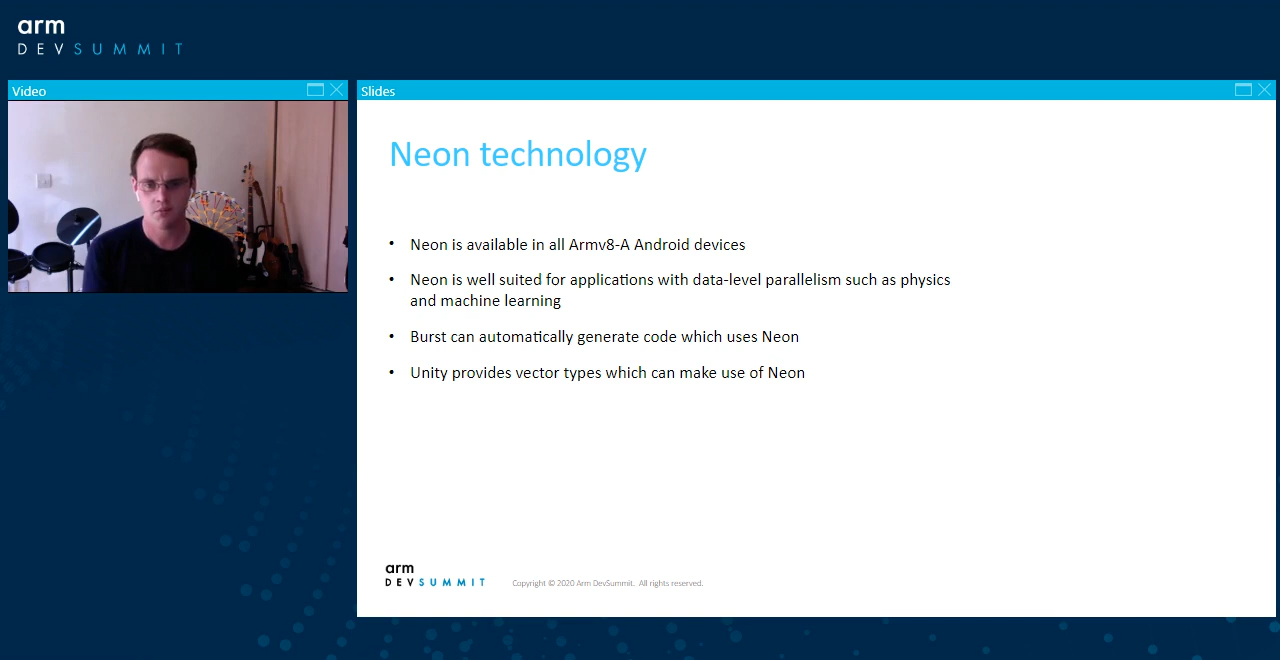 arm
DEVSUMMIT
Video
Slides
Neon technology
• Neon is available in all Armv8-A Android devices
• Neon is well suited for applications with data-level parallelism such as physics
and machine learning
• Burst can automatically generate code which uses Neon
• Unity provides vector types which can make use of Neon
arm
DEVSUMMIT
Copyright © 2020 Arm DevSummit. All rights reserved.